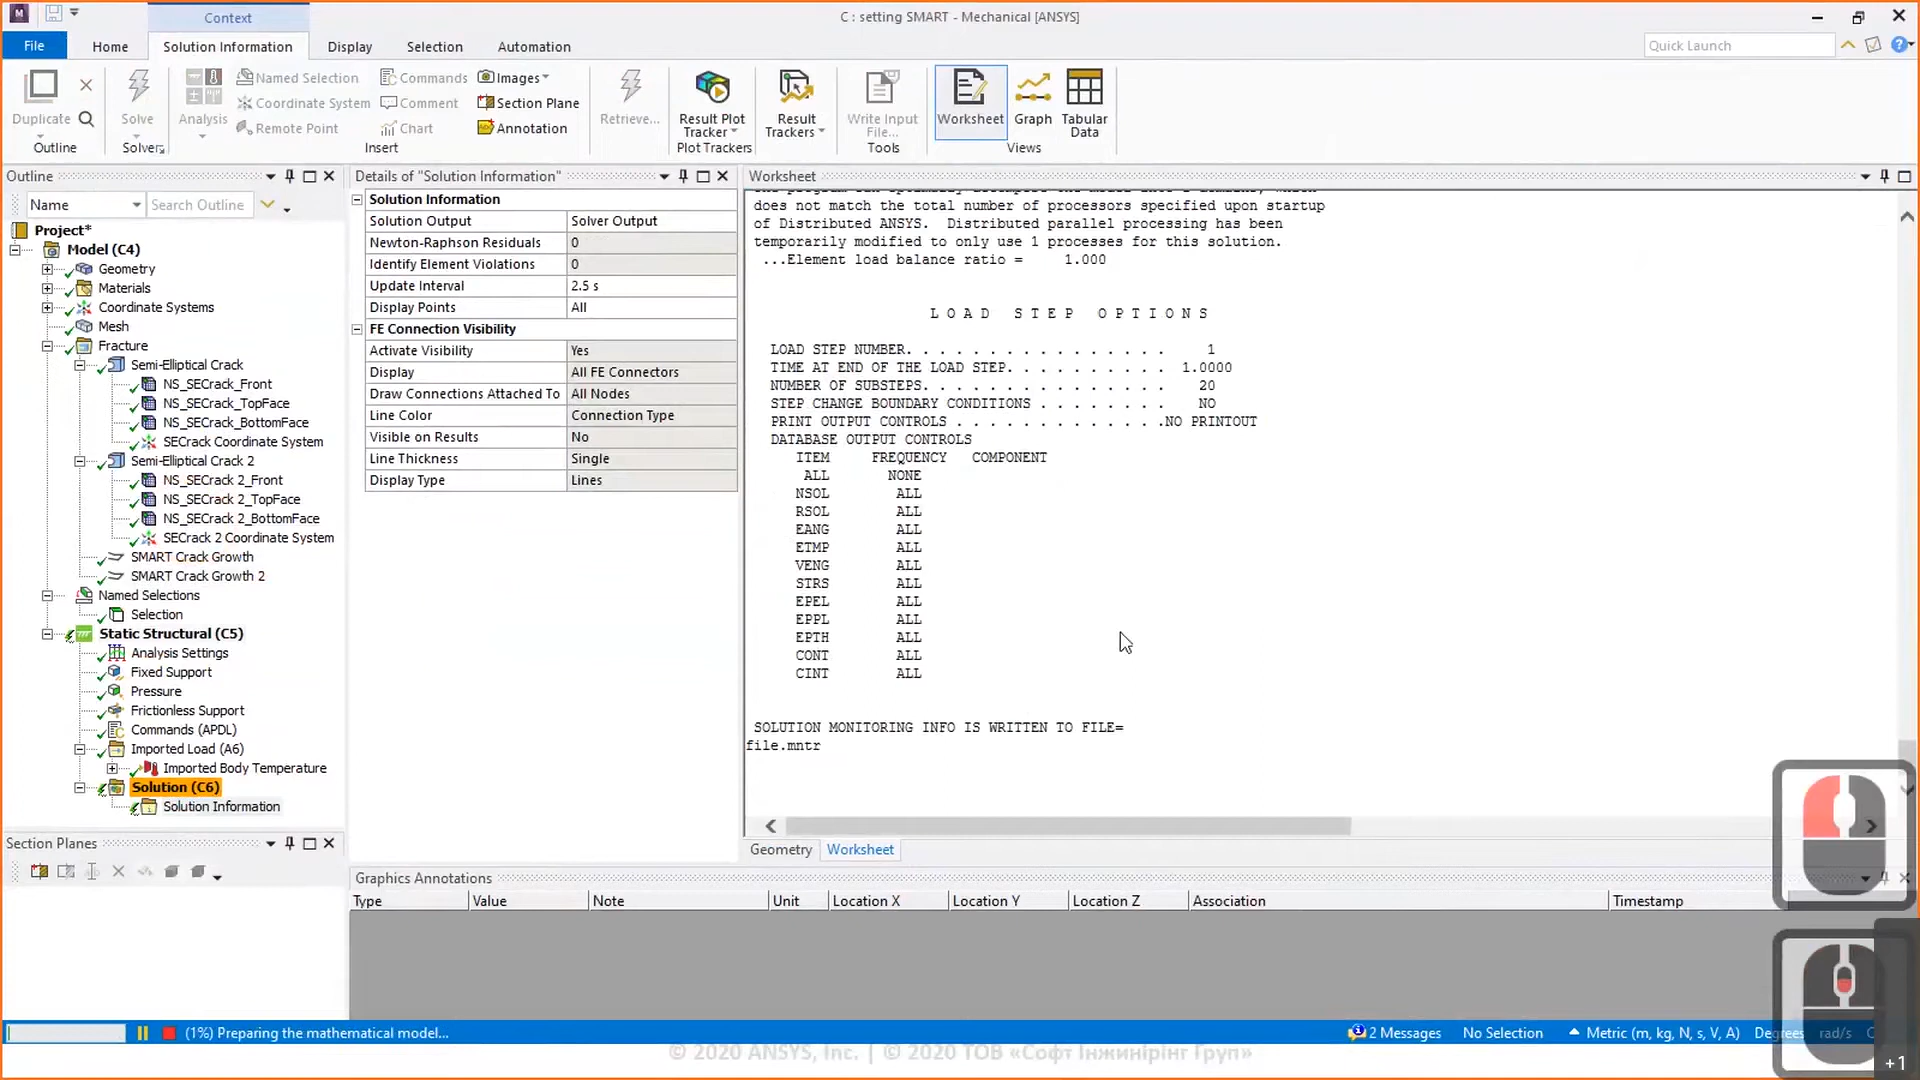 Context
C : setting SMART - Mechanical [ANSYS]
File
Home
Solution Information
Display
Selection
Automation
Quick Launch
Duplicate
Outline
Solve
Solver
Analysis
Named Selection
Coordinate System
Remote Point
Commands
Comment
Chart
Images
Section Plane
Annotation
Insert
Retrieve...
Result Plot
Tracker
Plot Trackers
Result
Trackers
Write Input
File...
Tools
Worksheet
Graph
Tabular
Data
Views
Outline
Name
Search Outline
Project*
Model (C4)
Geometry
Materials
Coordinate Systems
Mesh
Fracture
Semi-Elliptical Crack
NS_SECrack_Front
NS_SECrack_TopFace
NS_SECrack_BottomFace
SECrack Coordinate System
Semi-Elliptical Crack 2
NS_SECrack 2_Front
NS_SECrack 2_TopFace
NS_SECrack 2_BottomFace
SECrack 2 Coordinate System
SMART Crack Growth
SMART Crack Growth 2
Named Selections
Selection
Static Structural (C5)
Analysis Settings
Fixed Support
Pressure
Frictionless Support
Commands (APDL)
Imported Load (A6)
Imported Body Temperature
Solution (C6)
Solution Information
Section Planes
Details of "Solution Information"
Solution Information
Solution Output Solver Output
Newton-Raphson Residuals 0
Identify Element Violations 0
Update Interval 2.5 s
Display Points All
FE Connection Visibility
Activate Visibility Yes
Display All FE Connectors
Draw Connections Attached To All Nodes
Line Color Connection Type
Visible on Results No
Line Thickness Single
Display Type Lines
Worksheet
does not match the total number of processors specified upon startup
of Distributed ANSYS. Distributed parallel processing has been
temporarily modified to only use 1 processes for this solution.
...Element load balance ratio = 1.000
L O A D S T E P O P T I O N S
LOAD STEP NUMBER. . . . . . . . . . . . . . . . 1
TIME AT END OF THE LOAD STEP. . . . . . . . . . 1.0000
NUMBER OF SUBSTEPS. . . . . . . . . . . . . . . 20
STEP CHANGE BOUNDARY CONDITIONS . . . . . . . . NO
PRINT OUTPUT CONTROLS . . . . . . . . . . . . .NO PRINTOUT
DATABASE OUTPUT CONTROLS
ITEM FREQUENCY COMPONENT
ALL NONE
NSOL ALL
RSOL ALL
EANG ALL
ETMP ALL
VENG ALL
STRS ALL
EPEL ALL
EPPL ALL
EPTH ALL
CONT ALL
CINT ALL
SOLUTION MONITORING INFO IS WRITTEN TO FILE=
file.mntr
Geometry
Worksheet
Graphics Annotations
Type Value Note Unit Location X Location Y Location Z Association Timestamp
(1%) Preparing the mathematical model...
2 Messages
No Selection
Metric (m, kg, N, s, V, A)
Degrees
rad/s
© 2020 ANSYS, Inc. | © 2020 ТОВ «Софт Інжинірінг Груп»
+1